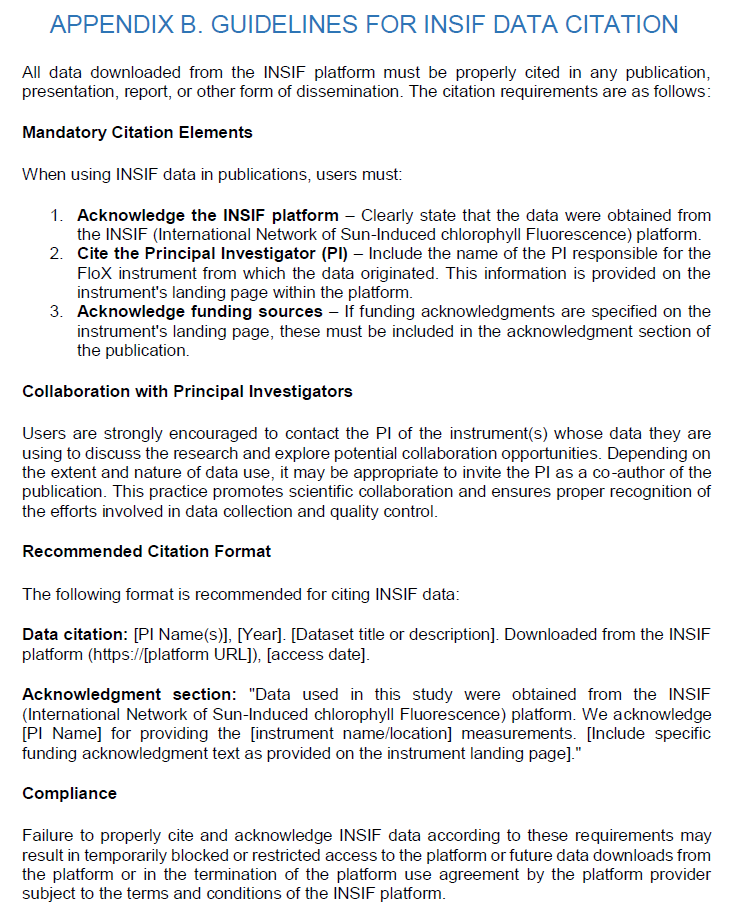 APPENDIX B. GUIDELINES FOR INSIF DATA CITATION
All data downloaded from the INSIF platform must be properly cited in any publication,
presentation, report, or other form of dissemination. The citation requirements are as follows:
Mandatory Citation Elements
When using INSIF data in publications, users must:
1. Acknowledge the INSIF platform – Clearly state that the data were obtained from
the INSIF (International Network of Sun-Induced chlorophyll Fluorescence) platform.
2. Cite the Principal Investigator (PI) – Include the name of the PI responsible for the
FloX instrument from which the data originated. This information is provided on the
instrument's landing page within the platform.
3. Acknowledge funding sources – If funding acknowledgments are specified on the
instrument's landing page, these must be included in the acknowledgment section of
the publication.
Collaboration with Principal Investigators
Users are strongly encouraged to contact the PI of the instrument(s) whose data they are
using to discuss the research and explore potential collaboration opportunities. Depending on
the extent and nature of data use, it may be appropriate to invite the PI as a co-author of the
publication. This practice promotes scientific collaboration and ensures proper recognition of
the efforts involved in data collection and quality control.
Recommended Citation Format
The following format is recommended for citing INSIF data:
Data citation: [PI Name(s)], [Year]. [Dataset title or description]. Downloaded from the INSIF
platform (https://[platform URL]), [access date].
Acknowledgment section: "Data used in this study were obtained from the INSIF
(International Network of Sun-Induced chlorophyll Fluorescence) platform. We acknowledge
[PI Name] for providing the [instrument name/location] measurements. [Include specific
funding acknowledgment text as provided on the instrument landing page]."
Compliance
Failure to properly cite and acknowledge INSIF data according to these requirements may
result in temporarily blocked or restricted access to the platform or future data downloads from
the platform or in the termination of the platform use agreement by the platform provider
subject to the terms and conditions of the INSIF platform.